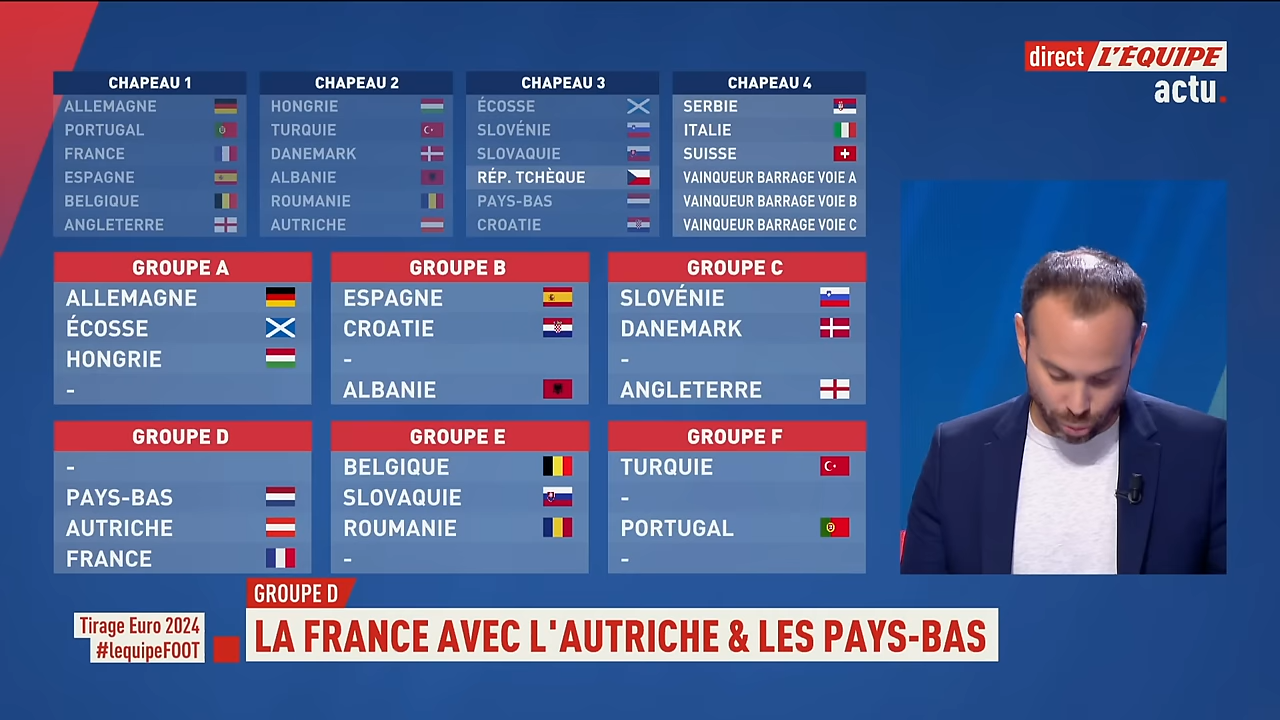 direct L'ÉQUIPE
actu.
CHAPEAU 1
ALLEMAGNE
PORTUGAL
FRANCE
ESPAGNE
BELGIQUE
ANGLETERRE
CHAPEAU 2
HONGRIE
TURQUIE
DANEMARK
ALBANIE
ROUMANIE
AUTRICHE
CHAPEAU 3
ÉCOSSE
SLOVÉNIE
SLOVAQUIE
RÉP. TCHÈQUE
PAYS-BAS
CROATIE
CHAPEAU 4
SERBIE
ITALIE
SUISSE
VAINQUEUR BARRAGE VOIE A
VAINQUEUR BARRAGE VOIE B
VAINQUEUR BARRAGE VOIE C
GROUPE A
ALLEMAGNE
ÉCOSSE
HONGRIE
-
GROUPE B
ESPAGNE
CROATIE
-
ALBANIE
GROUPE C
SLOVÉNIE
DANEMARK
-
ANGLETERRE
GROUPE D
-
PAYS-BAS
AUTRICHE
FRANCE
GROUPE E
BELGIQUE
SLOVAQUIE
ROUMANIE
-
GROUPE F
TURQUIE
-
PORTUGAL
-
GROUPE D
Tirage Euro 2024
#lequipeFOOT
LA FRANCE AVEC L'AUTRICHE & LES PAYS-BAS